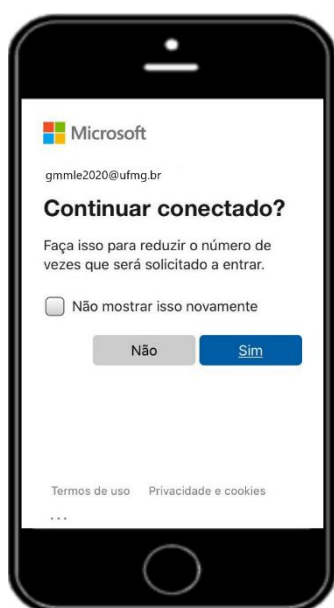 Microsoft
gmmle2020@ufmg.br
Continuar conectado?
Faça isso para reduzir o número de
vezes que será solicitado a entrar.
Não mostrar isso novamente
Não Sim
Termos de uso Privacidade e cookies
...